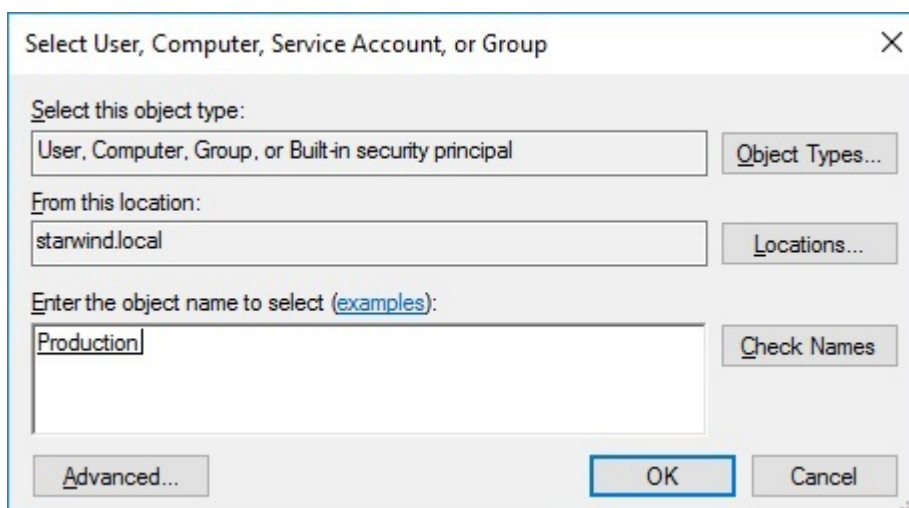 Select User, Computer, Service Account, or Group
Select this object type:
User, Computer, Group, or Built-in security principal
Object Types...
From this location:
starwind.local
Locations...
Enter the object name to select (examples):
Production
Check Names
Advanced...
OK
Cancel